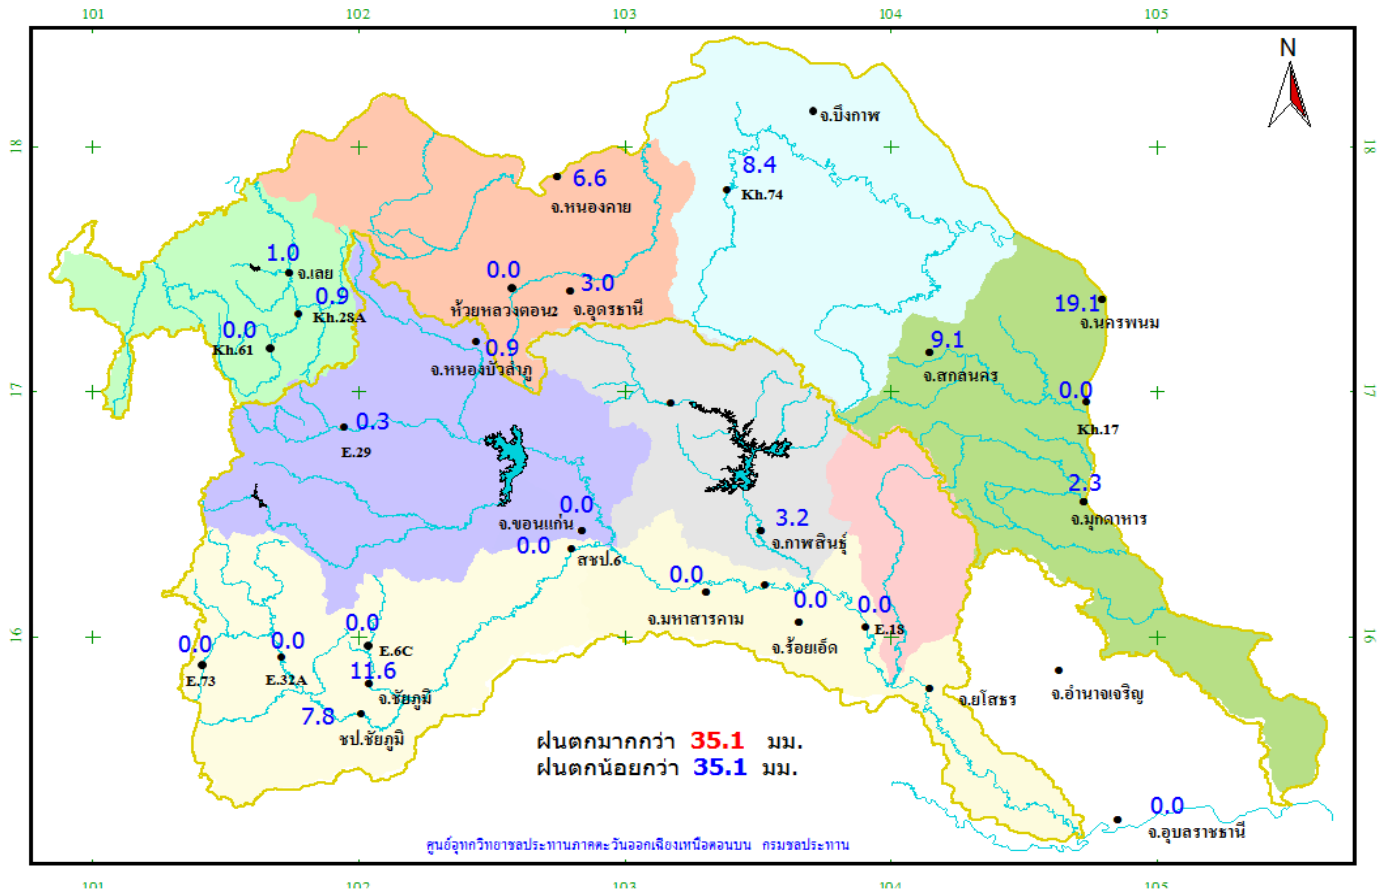 101 102 103 104 105
N
จ.บึงกาฬ
18 18
8.4
Kh.74
6.6
จ.หนองคาย
1.0
จ.เลย
0.0
ห้วยหลวงตอน2
3.0
จ.อุดรธานี
0.9
Kh.28A
19.1
จ.นครพนม
0.0
Kh.61
0.9
จ.หนองบัวลำภู
9.1
จ.สกลนคร
17 17
0.0
Kh.17
0.3
E.29
2.3
จ.มุกดาหาร
0.0
จ.ขอนแก่น
0.0
สชป.6
3.2
จ.กาฬสินธุ์
0.0
จ.มหาสารคาม
0.0
จ.ร้อยเอ็ด
0.0
E.18
16 16
0.0
E.73
0.0
E.32A
0.0
E.6C
11.6
จ.ชัยภูมิ
7.8
ชป.ชัยภูมิ
จ.ยโสธร
จ.อำนาจเจริญ
ฝนตกมากกว่า 35.1 มม.
ฝนตกน้อยกว่า 35.1 มม.
0.0
จ.อุบลราชธานี
ศูนย์อุทกวิทยาชลประทานภาคตะวันออกเฉียงเหนือตอนบน กรมชลประทาน
101 102 103 104 105